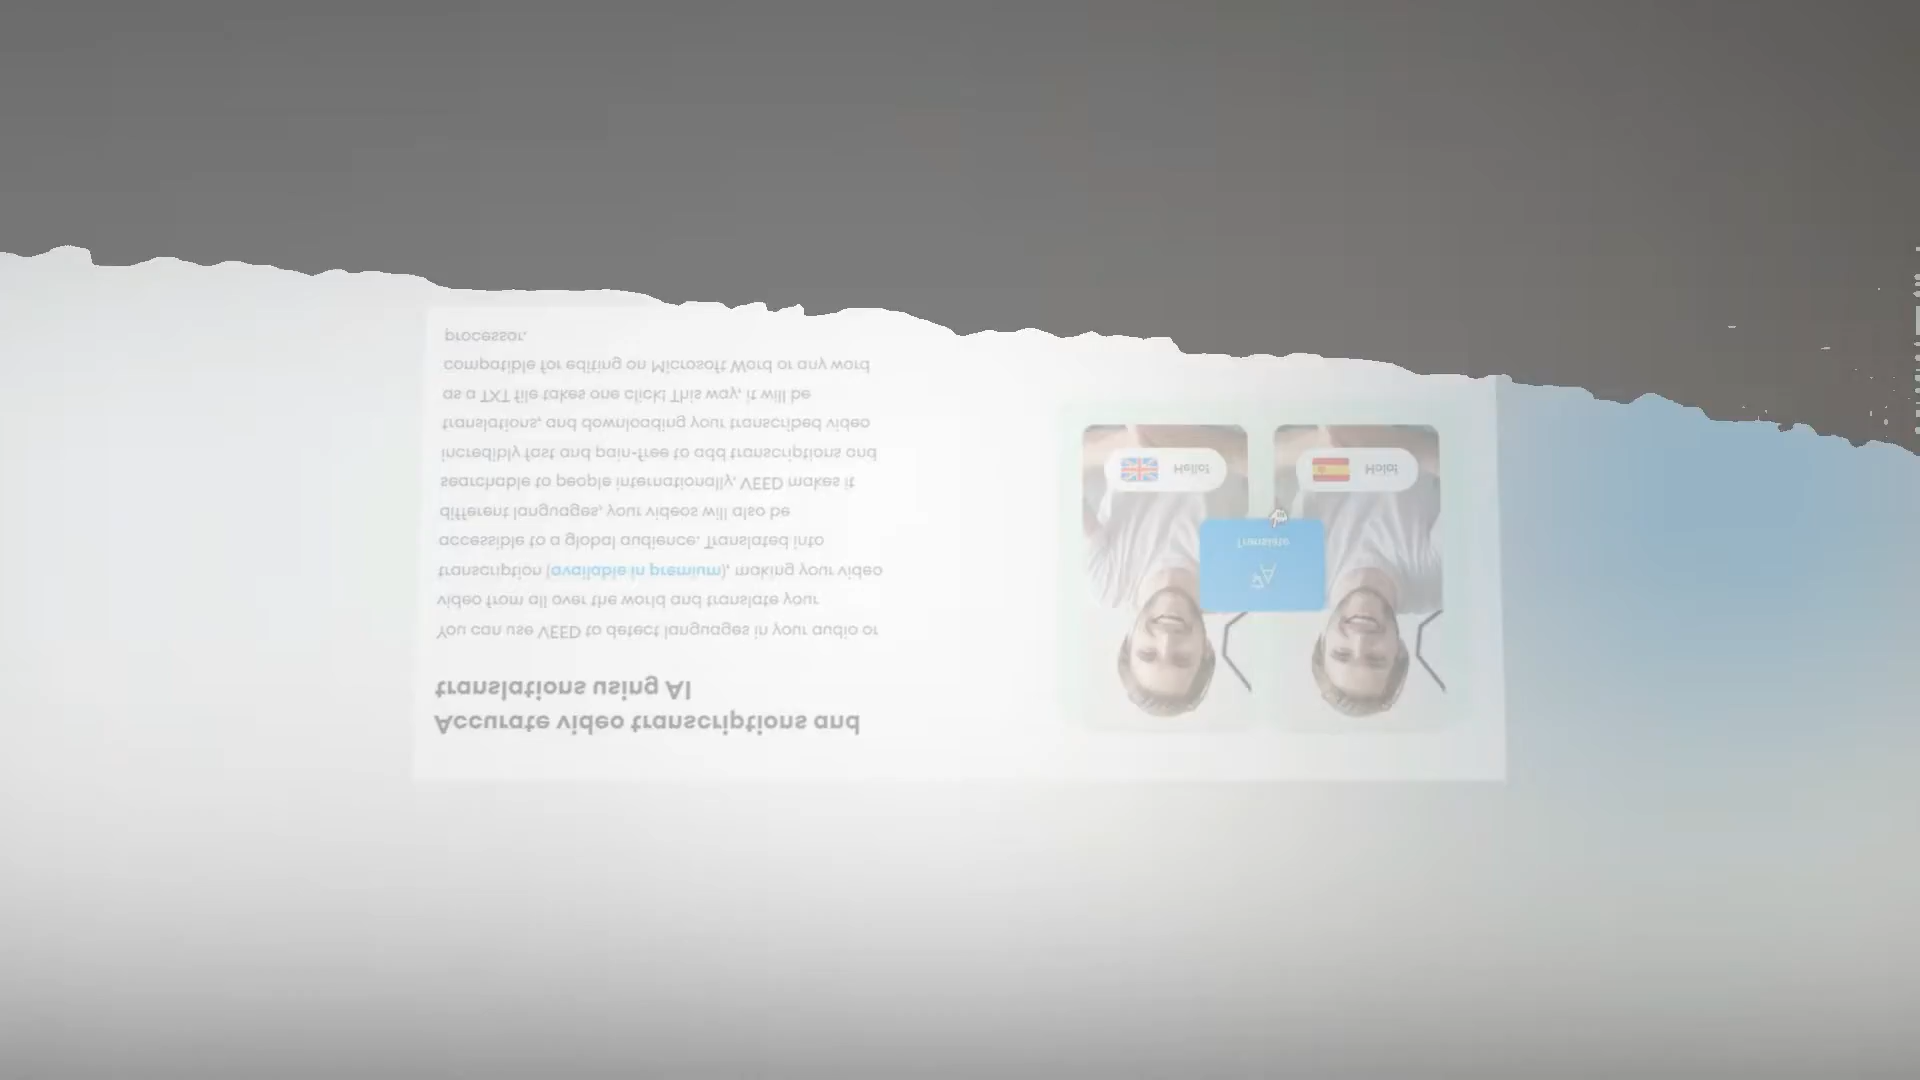 Accurate video transcriptions and
translations using AI
You can use VEED to detect languages in your audio or
video from all over the world and translate your
transcription (available in premium), making your video
accessible to a global audience. Translated into
different languages, your videos will also be
searchable to people internationally. VEED makes it
incredibly fast and pain-free to add transcriptions and
translations, and downloading your transcribed video
as a TXT file takes one click! This way, it will be
compatible for editing on Microsoft Word or any word
processor.
Translate
Hello!
Hola!